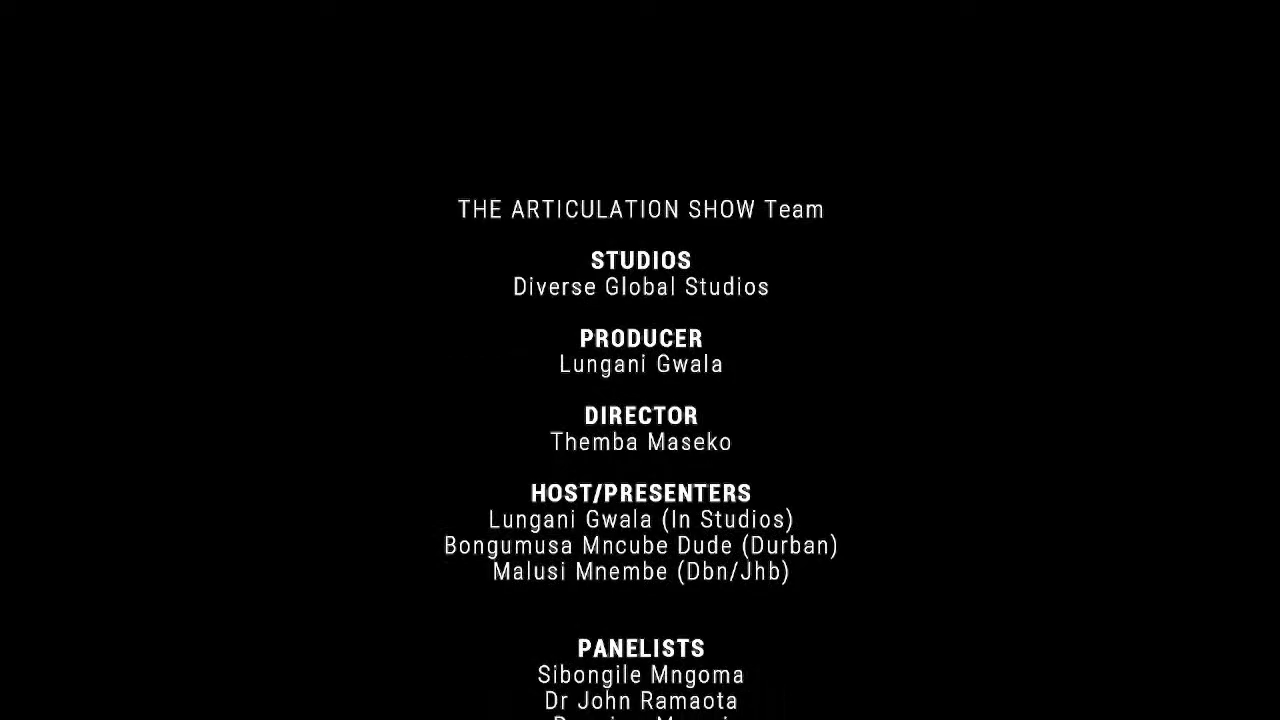 THE ARTICULATION SHOW Team
STUDIOS
Diverse Global Studios
PRODUCER
Lungani Gwala
DIRECTOR
Themba Maseko
HOST/PRESENTERS
Lungani Gwala (In Studios)
Bongumusa Mncube Dude (Durban)
Malusi Mnembe (Dbn/Jhb)
PANELISTS
Sibongile Mngoma
Dr John Ramaota